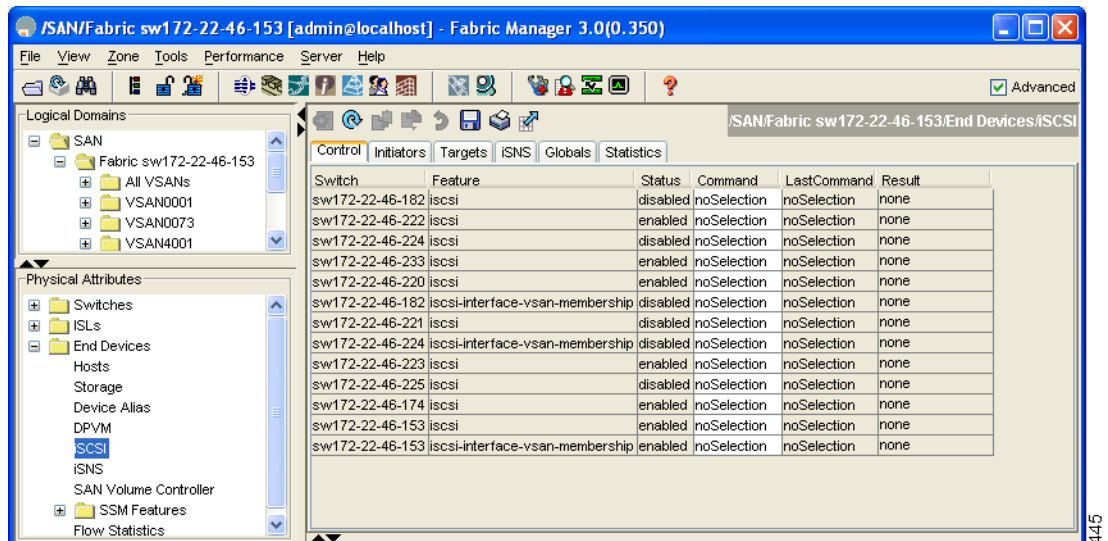 /SAN/Fabric sw172-22-46-153 [admin@localhost] - Fabric Manager 3.0(0.350)
File View Zone Tools Performance Server Help
Advanced
Logical Domains
SAN
Fabric sw172-22-46-153
All VSANs
VSAN0001
VSAN0073
VSAN4001
Physical Attributes
Switches
ISLs
End Devices
Hosts
Storage
Device Alias
DPVM
iSCSI
iSNS
SAN Volume Controller
SSM Features
Flow Statistics
/SAN/Fabric sw172-22-46-153/End Devices/iSCSI
Control Initiators Targets iSNS Globals Statistics
Switch Feature Status Command LastCommand Result
sw172-22-46-182 iscsi disabled noSelection noSelection none
sw172-22-46-222 iscsi enabled noSelection noSelection none
sw172-22-46-224 iscsi disabled noSelection noSelection none
sw172-22-46-233 iscsi enabled noSelection noSelection none
sw172-22-46-220 iscsi enabled noSelection noSelection none
sw172-22-46-182 iscsi-interface-vsan-membership disabled noSelection noSelection none
sw172-22-46-221 iscsi disabled noSelection noSelection none
sw172-22-46-224 iscsi-interface-vsan-membership disabled noSelection noSelection none
sw172-22-46-223 iscsi enabled noSelection noSelection none
sw172-22-46-225 iscsi disabled noSelection noSelection none
sw172-22-46-174 iscsi enabled noSelection noSelection none
sw172-22-46-153 iscsi enabled noSelection noSelection none
sw172-22-46-153 iscsi-interface-vsan-membership enabled noSelection noSelection none
445